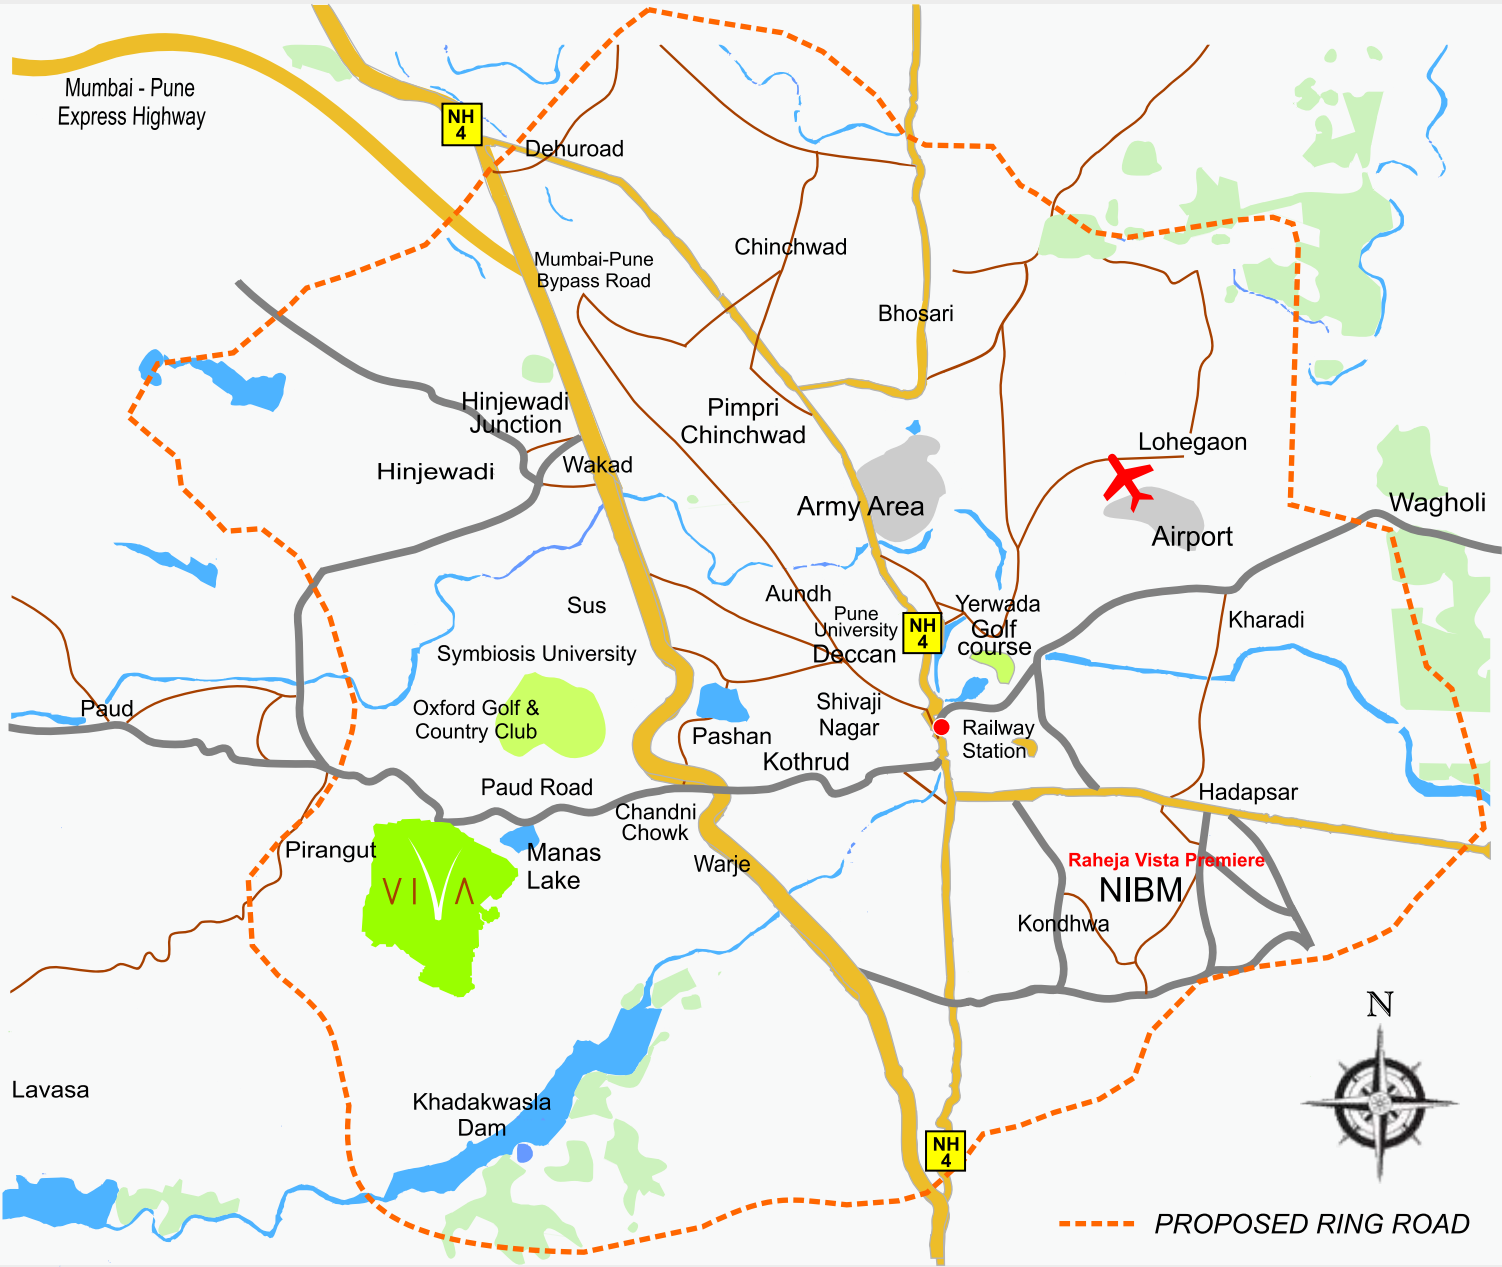 Mumbai - Pune
Express Highway
NH
4
Dehuroad
Mumbai-Pune
Bypass Road
Chinchwad
Bhosari
Hinjewadi
Junction
Pimpri
Chinchwad
Hinjewadi
Wakad
Lohegaon
Army Area
Wagholi
Airport
Sus
Aundh
Pune
University
NH
4
Yerwada
Golf
course
Kharadi
Symbiosis University
Deccan
Oxford Golf &
Country Club
Shivaji
Nagar
Paud
Pashan
Railway
Station
Kothrud
Paud Road
Hadapsar
Chandni
Chowk
Pirangut
Manas
Lake
Warje
Raheja Vista Premiere
NIBM
VIVA
Kondhwa
N
Lavasa
Khadakwasla
Dam
NH
4
PROPOSED RING ROAD